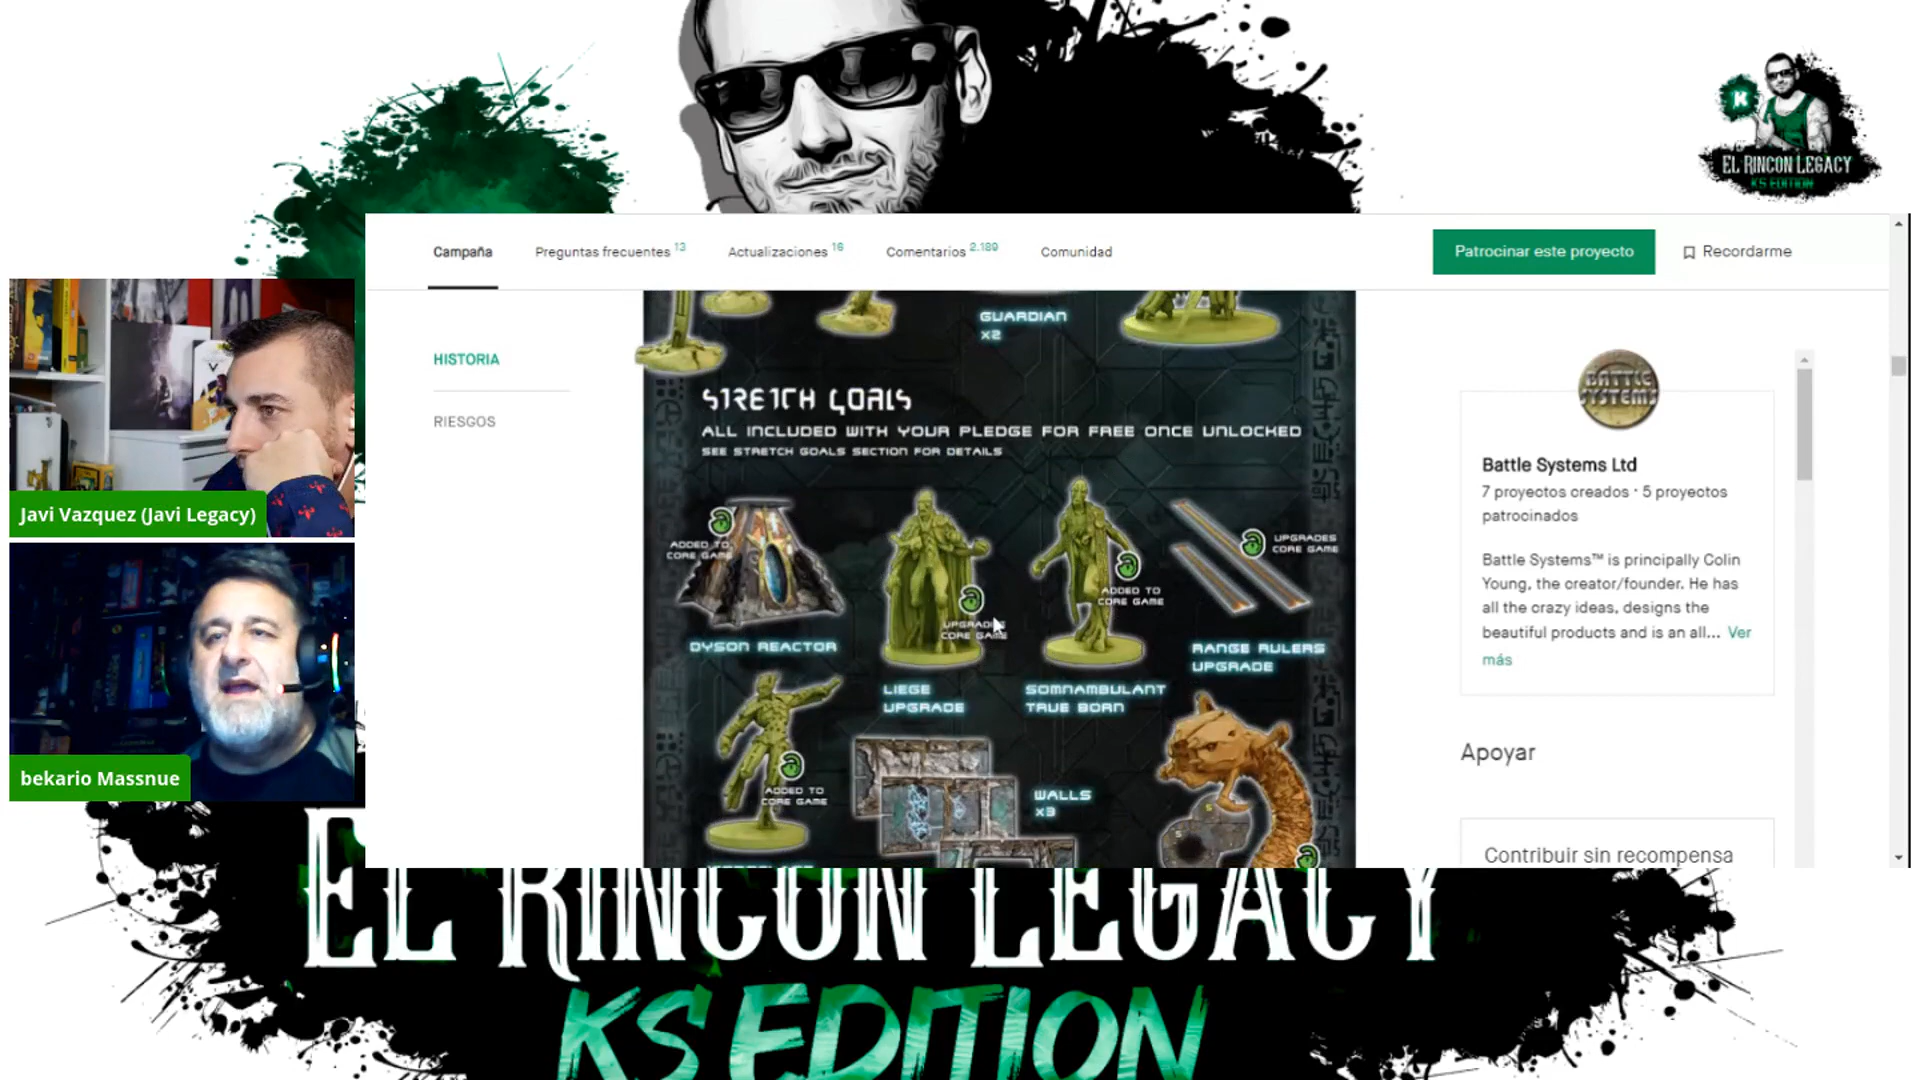 K
EL RINCON LEGACY
KS EDITION
Campaña
Preguntas frecuentes 13
Actualizaciones 16
Comentarios 2.189
Comunidad
Patrocinar este proyecto
Recordarme
HISTORIA
RIESGOS
GUARDIAN
x2
STRETCH GOALS
ALL INCLUDED WITH YOUR PLEDGE FOR FREE ONCE UNLOCKED
SEE STRETCH GOALS SECTION FOR DETAILS
ADDED TO
CORE GAME
DYSON REACTOR
UPGRADES
CORE GAME
LIEGE
UPGRADE
ADDED TO
CORE GAME
SOMNAMBULANT
TRUE BORN
UPGRADES
CORE GAME
RANGE RULERS
UPGRADE
ADDED TO
CORE GAME
WALLS
x3
BATTLE
SYSTEMS
Battle Systems Ltd
7 proyectos creados · 5 proyectos
patrocinados
Battle Systems™ is principally Colin
Young, the creator/founder. He has
all the crazy ideas, designs the
beautiful products and is an all... Ver
más
Apoyar
Contribuir sin recompensa
Javi Vazquez (Javi Legacy)
bekario Massnue
EL RINCON LEGACY
KS EDITION